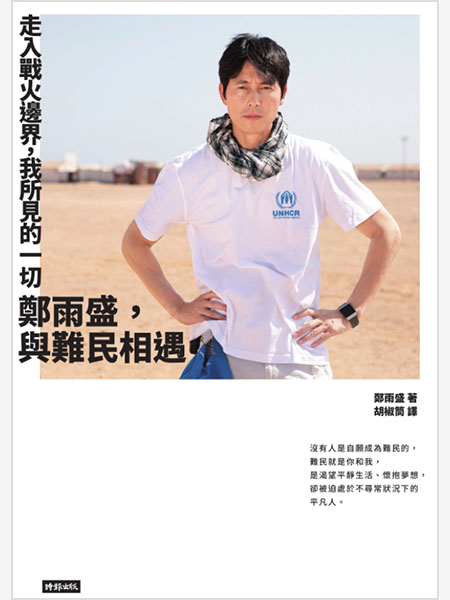 走入戰火邊界，我所見的一切
鄭雨盛，
與難民相遇
UNHCR
鄭雨盛 著
胡椒筒 譯
沒有人是自願成為難民的，
難民就是你和我，
是渴望平靜生活、懷抱夢想，
卻被迫處於不尋常狀況下的
平凡人。
時報出版